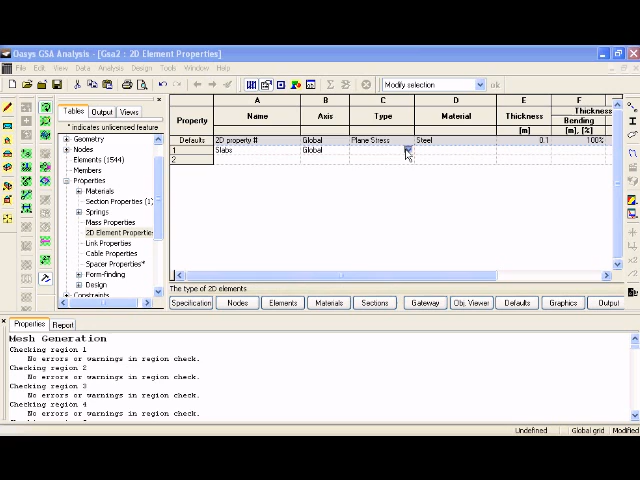 Oasys GSA Analysis - [Gsa2 : 2D Element Properties]
File Edit View Data Analysis Design Tools Window Help
Modify selection
Tables Output Views
* indicates unlicensed feature
Geometry
Nodes
Elements (1544)
Members
Properties
Materials
Section Properties (1)
Springs
Mass Properties
2D Element Propertie
Link Properties
Cable Properties
Spacer Properties*
Form-finding
Design
Constraints
A B C D E F
Property Name Axis Type Material Thickness Thickness
Bending
[m] [m], [%]
Defaults 2D property # Global Plane Stress Steel 0.1 100%
1 Slabs Global
2
The type of 2D elements
Specification Nodes Elements Materials Sections Gateway Obj. Viewer Defaults Graphics Output
Properties Report
Mesh Generation
Checking region 1
No errors or warnings in region check.
Checking region 2
No errors or warnings in region check.
Checking region 3
No errors or warnings in region check.
Checking region 4
No errors or warnings in region check.
Undefined Global grid Modified